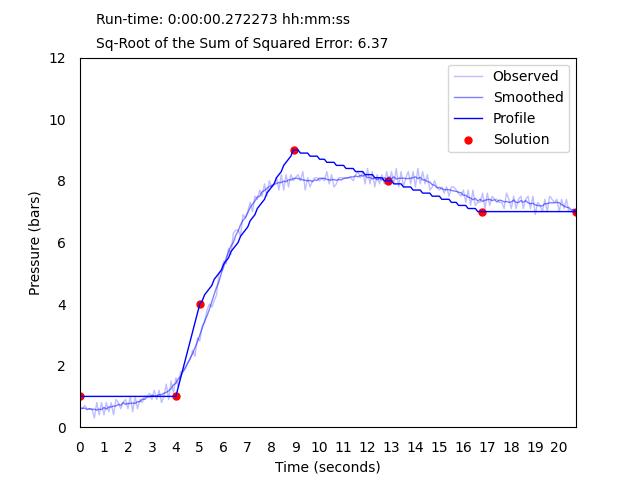 Run-time: 0:00:00.272273 hh:mm:ss
Sq-Root of the Sum of Squared Error: 6.37
12
10
8
6
4
2
0
Pressure (bars)
Observed
Smoothed
Profile
Solution
0 1 2 3 4 5 6 7 8 9 10 11 12 13 14 15 16 17 18 19 20
Time (seconds)